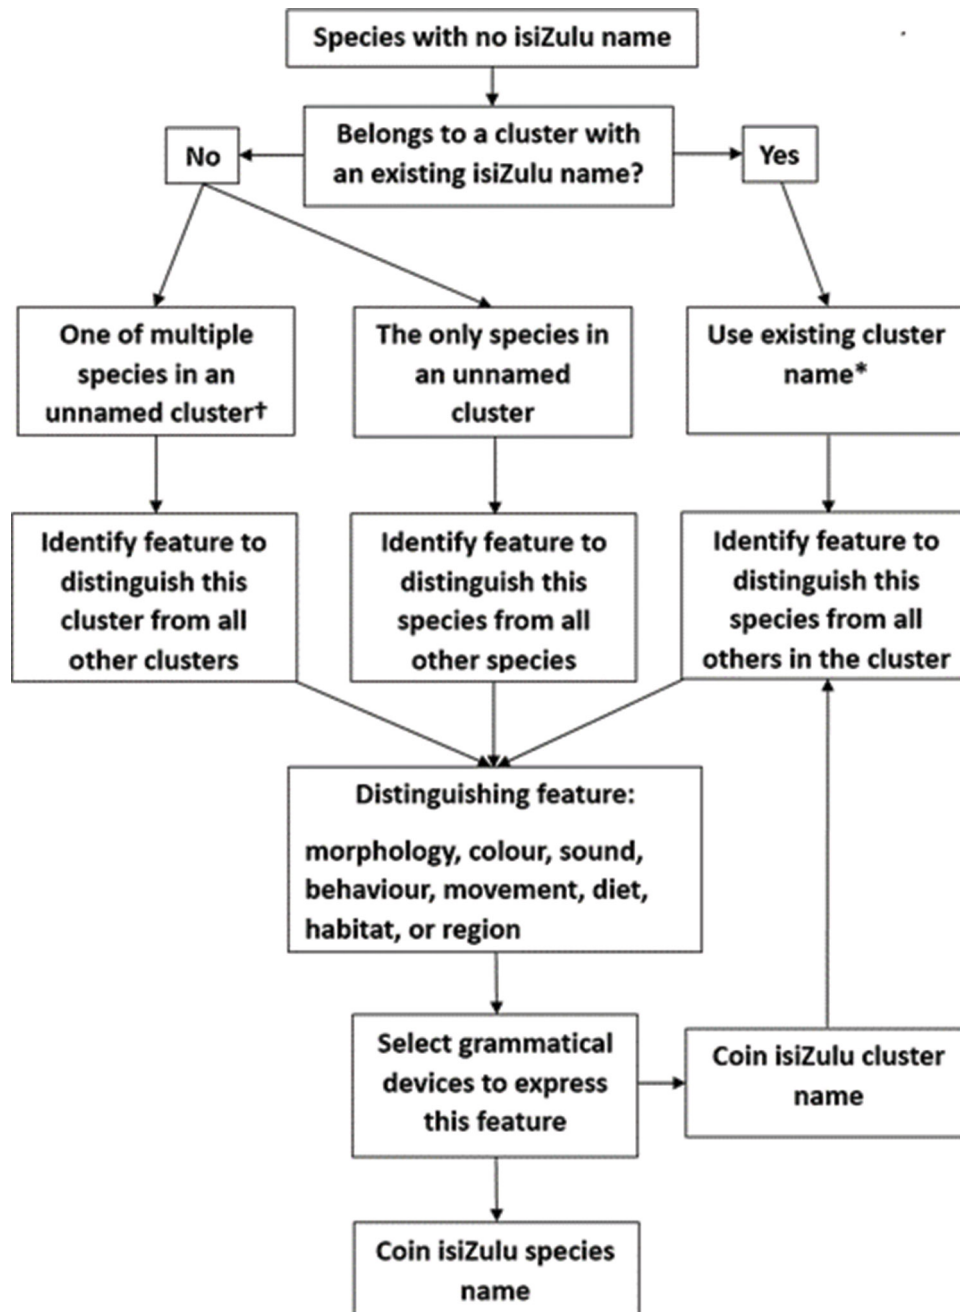 Species with no isiZulu name
Belongs to a cluster with
an existing isiZulu name?
No
Yes
One of multiple
species in an
unnamed cluster†
The only species in
an unnamed
cluster
Use existing cluster
name*
Identify feature to
distinguish this
cluster from all
other clusters
Identify feature to
distinguish this
species from all
other species
Identify feature to
distinguish this
species from all
others in the cluster
Distinguishing feature:
morphology, colour, sound,
behaviour, movement, diet,
habitat, or region
Select grammatical
devices to express
this feature
Coin isiZulu cluster
name
Coin isiZulu species
name